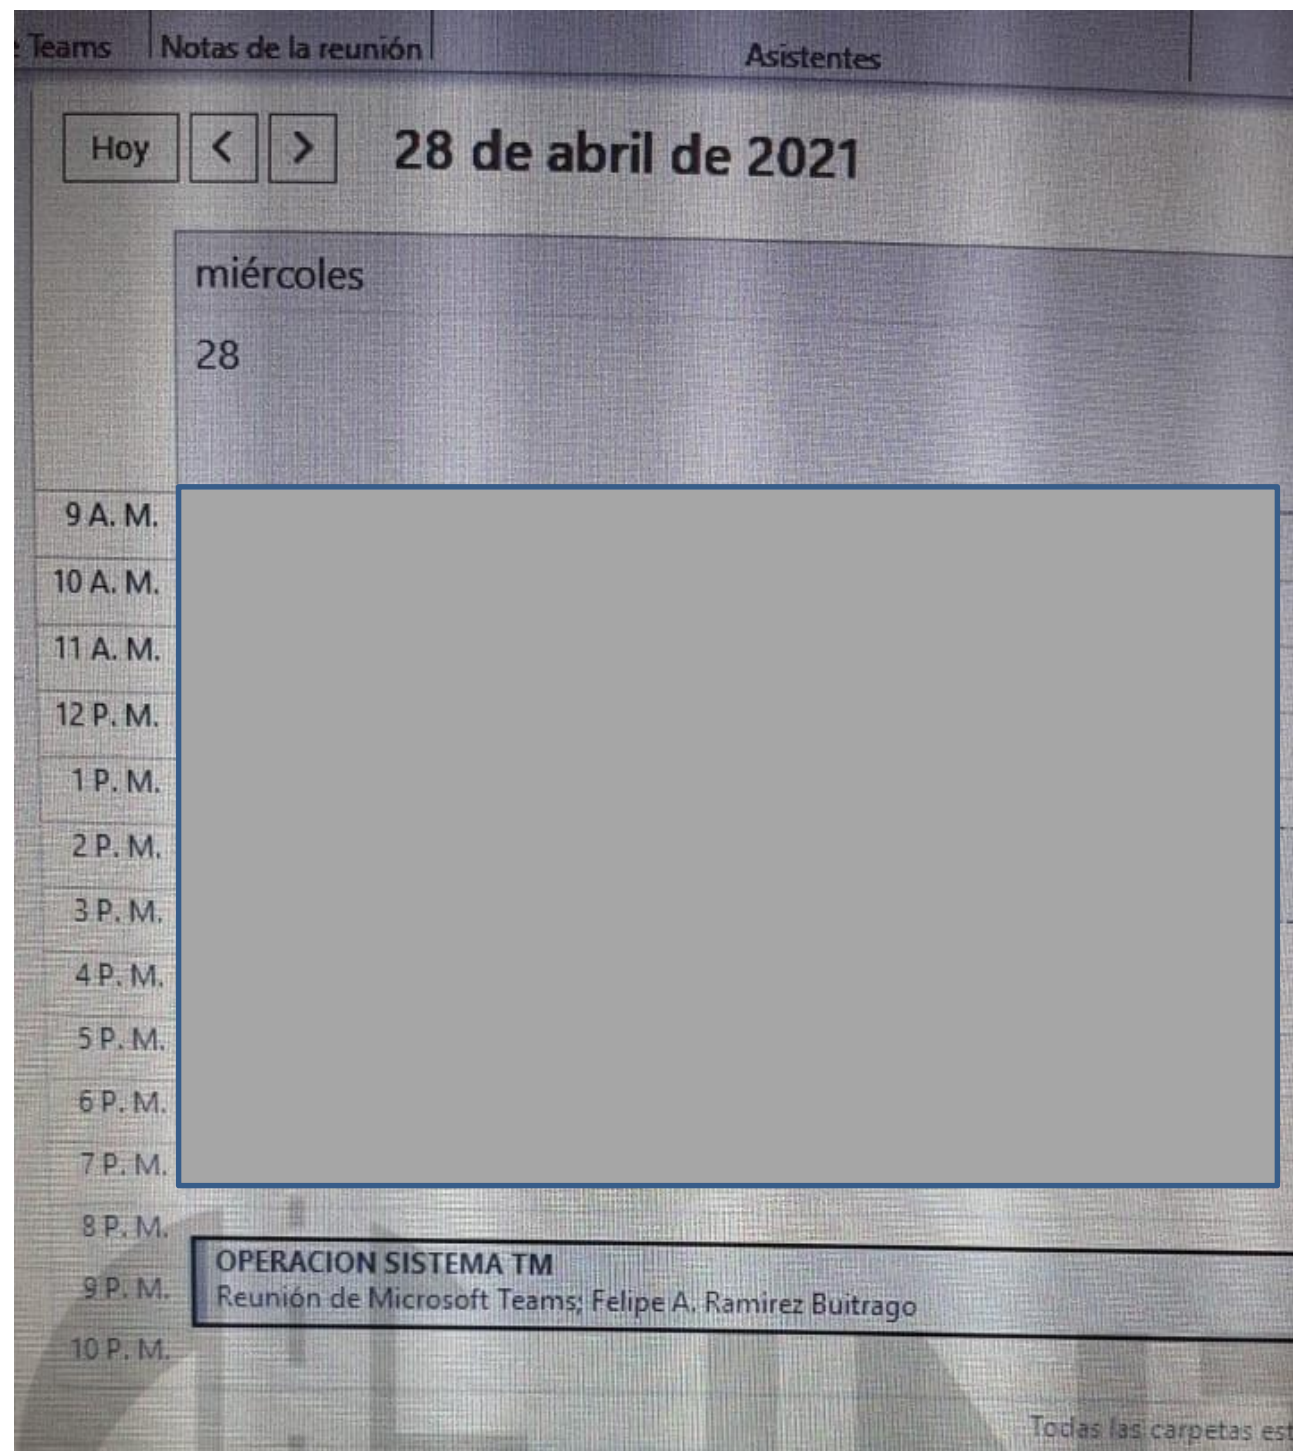 Teams
Notas de la reunión
Asistentes
Hoy < > 28 de abril de 2021
miércoles
28
9 A. M.
10 A. M.
11 A. M.
12 P. M.
1 P. M.
2 P. M.
3 P. M.
4 P. M.
5 P. M.
6 P. M.
7 P. M.
8 P. M.
OPERACION SISTEMA TM
9 P. M.
Reunión de Microsoft Teams; Felipe A. Ramirez Buitrago
10 P. M.
Todas las carpetas est